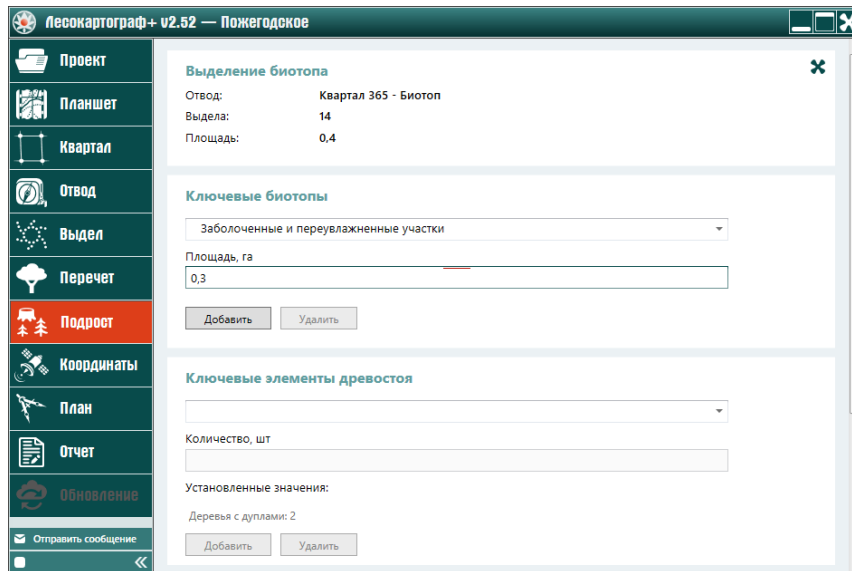 Лесокартограф+ v2.52 — Пожегодское
Проект
Планшет
Квартал
Отвод
Выдел
Перечет
Подрост
Координаты
План
Отчет
Обновление
Отправить сообщение
Выделение биотопа
Отвод: Квартал 365 - Биотоп
Выдела: 14
Площадь: 0,4
Ключевые биотопы
Заболоченные и переувлажненные участки
Площадь, га
0,3
Добавить Удалить
Ключевые элементы древостоя
Количество, шт
Установленные значения:
Деревья с дуплами: 2
Добавить Удалить